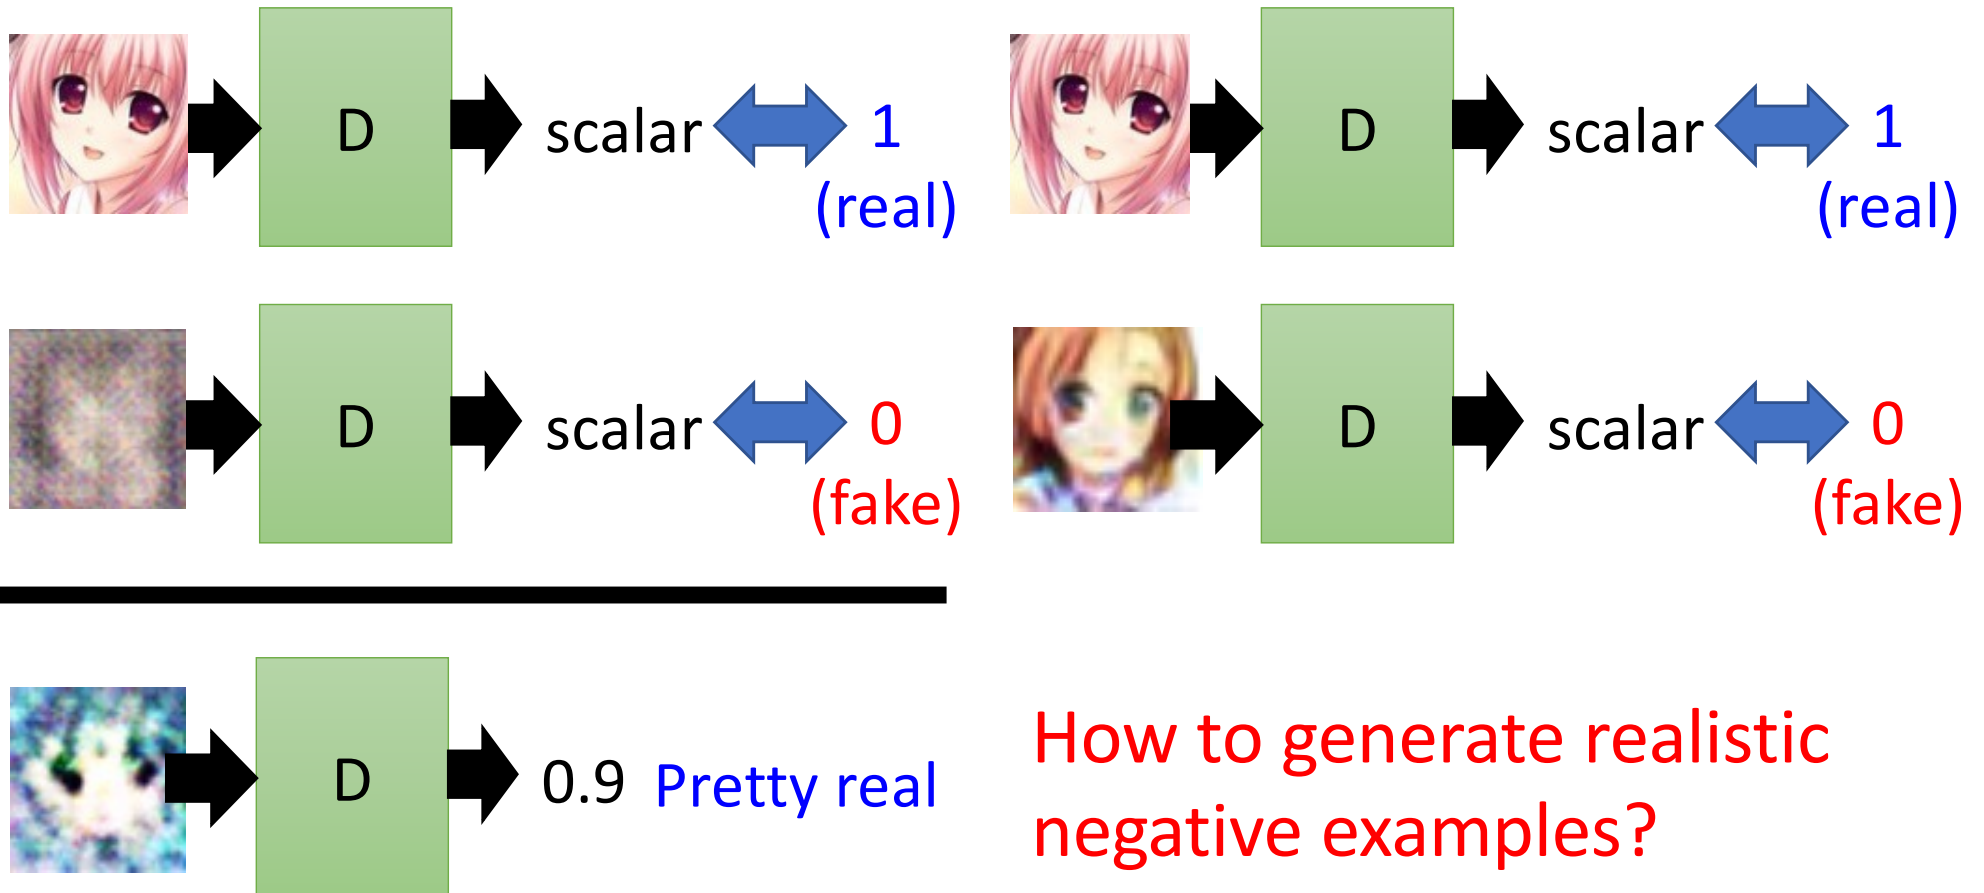 D
scalar
1
(real)
D
scalar
0
(fake)
D
0.9
Pretty real
D
scalar
1
(real)
D
scalar
0
(fake)
How to generate realistic
negative examples?